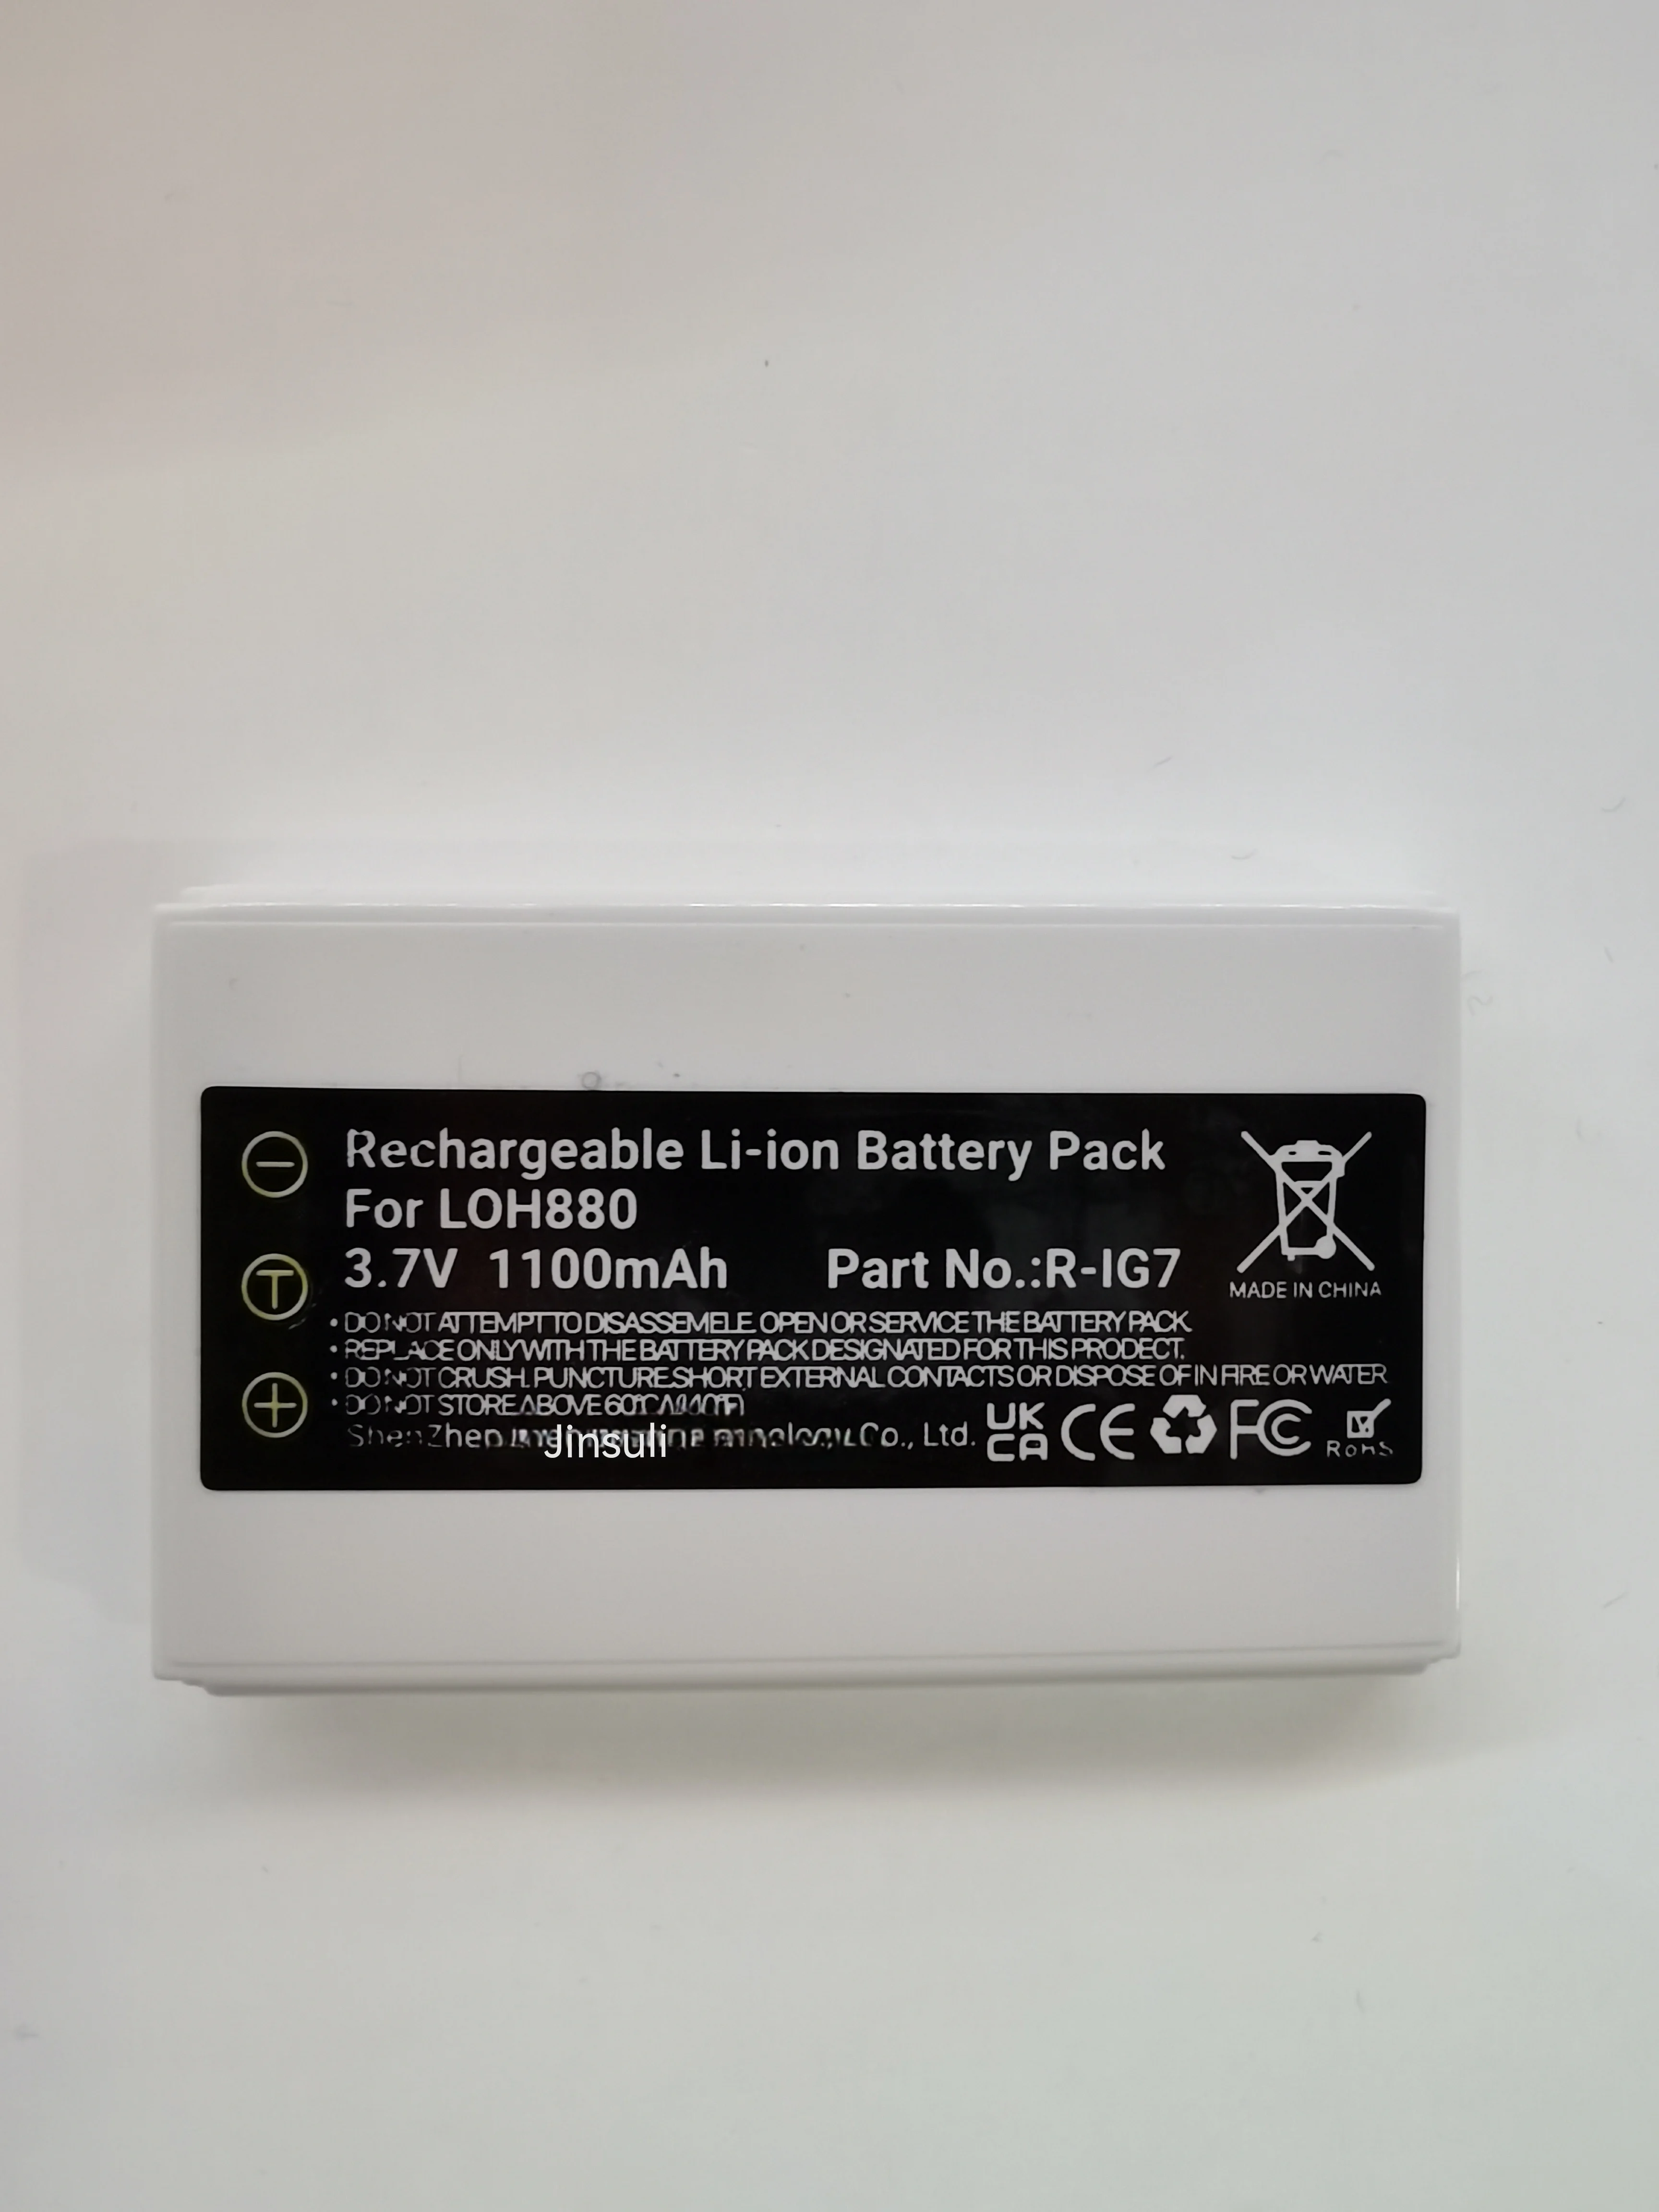 Rechargeable Li-ion Battery Pack
For LOH880
3.7V 1100mAh Part No.:R-IG7
MADE IN CHINA
• DO NOT ATTEMPT TO DISASSEMELE. OPEN OR SERVICE THE BATTERY PACK.
• REPLACE ONLY WITH THE BATTERY PACK DESIGNATED FOR THIS PRODECT.
• DO NOT CRUSH. PUNCTURE.SHORT EXTERNAL CONTACTS OR DISPOSE OF IN FIRE OR WATER
• DO NOT STORE ABOVE 60°C
ShenZhen Jinsuli Co., Ltd.
UK CA CE FC RoHS
T